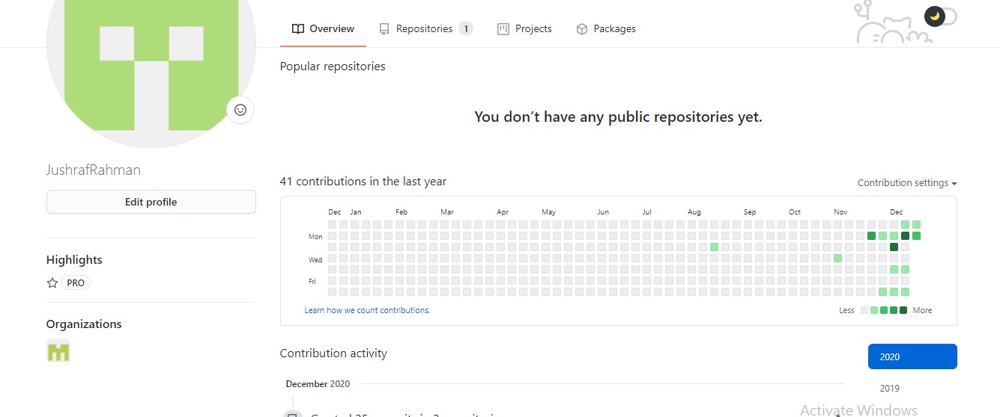 Overview Repositories 1 Projects Packages
Popular repositories
You don't have any public repositories yet.
JushrafRahman
Edit profile
Highlights
PRO
Organizations
41 contributions in the last year
Contribution settings
Dec Jan Feb Mar Apr May Jun Jul Aug Sep Oct Nov Dec
Mon
Wed
Fri
Learn how we count contributions.
Less More
Contribution activity
2020
December 2020
2019
Activate Windows